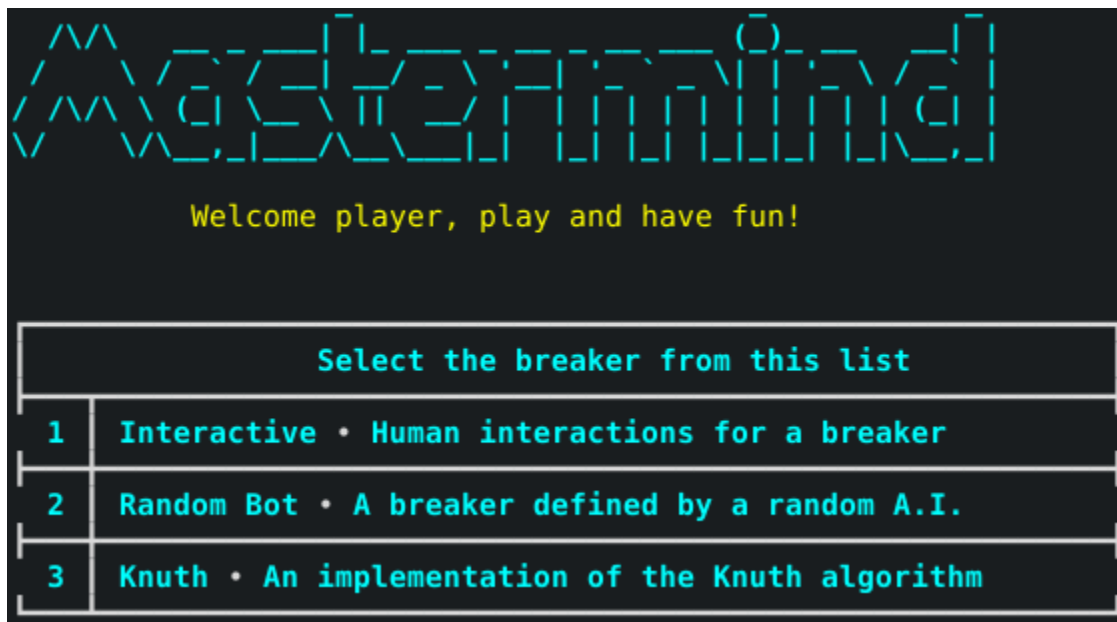 Mastermind
Welcome player, play and have fun!
Select the breaker from this list
1 Interactive • Human interactions for a breaker
2 Random Bot • A breaker defined by a random A.I.
3 Knuth • An implementation of the Knuth algorithm